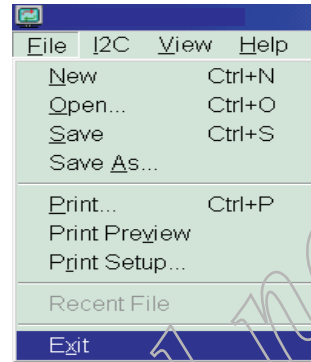 File I2C View Help
New Ctrl+N
Open... Ctrl+O
Save Ctrl+S
Save As...
Print... Ctrl+P
Print Preview
Print Setup...
Recent File
Exit